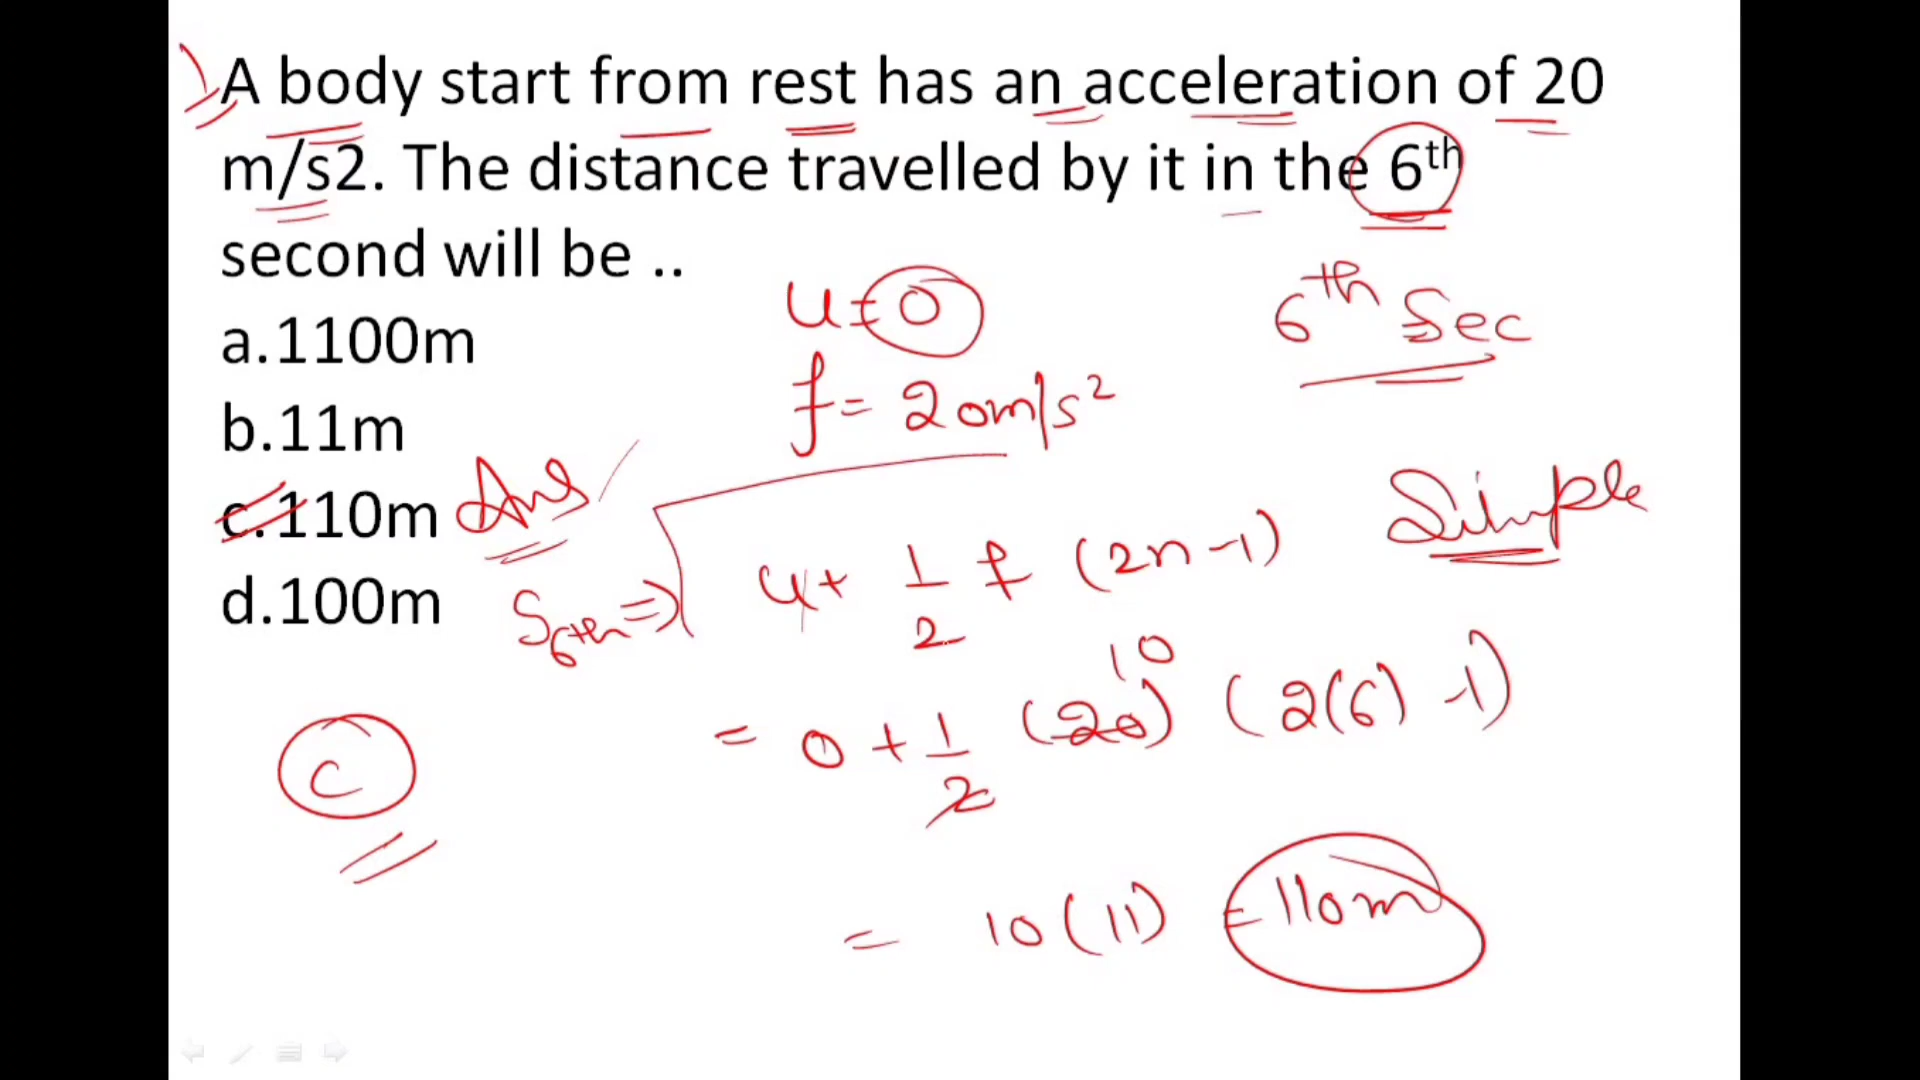 1) A body start from rest has an acceleration of 20
m/s2. The distance travelled by it in the 6th
second will be ..
a.1100m
b.11m
c.110m Ans
d.100m
u=0
f= 20m/s2
6th Sec
Simple
S6th ⇒ u+ 1/2 f (2n-1)
= 0 + 1/2 (20) 10 (2(6) -1)
= 10 (11) =110m
C